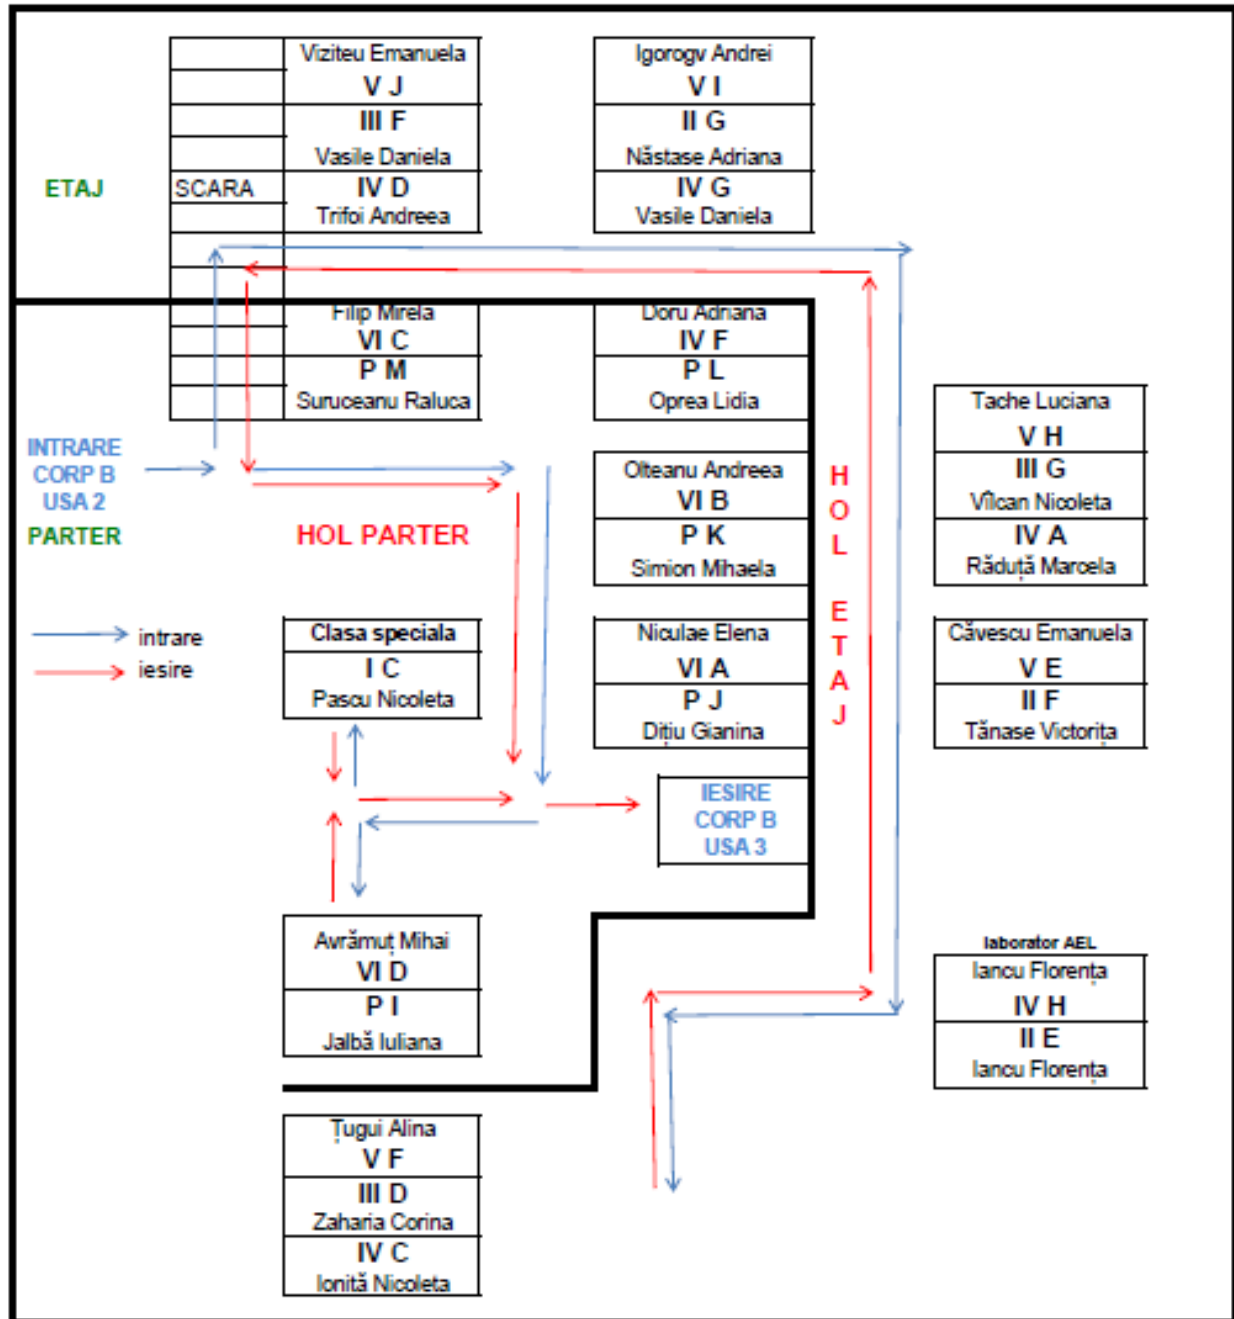 Viziteu Emanuela
V J
III F
Vasile Daniela
IV D
Trifoi Andreea
Igorogv Andrei
V I
II G
Năstase Adriana
IV G
Vasile Daniela
ETAJ
SCARA
Filip Mirela
VI C
P M
Suruceanu Raluca
Doru Adriana
IV F
P L
Oprea Lidia
Tache Luciana
V H
III G
Vîlcan Nicoleta
IV A
Răduță Marcela
INTRARE
CORP B
USA 2
PARTER
HOL PARTER
Olteanu Andreea
VI B
P K
Simion Mihaela
H
O
L
E
T
A
J
intrare
iesire
Clasa speciala
I C
Pascu Nicoleta
Niculae Elena
VI A
P J
Dițiu Gianina
Căvescu Emanuela
V E
II F
Tănase Victorița
IESIRE
CORP B
USA 3
Avrămuț Mihai
VI D
P I
Jalbă Iuliana
laborator AEL
Iancu Florența
IV H
II E
Iancu Florența
Țugui Alina
V F
III D
Zaharia Corina
IV C
Ionită Nicoleta